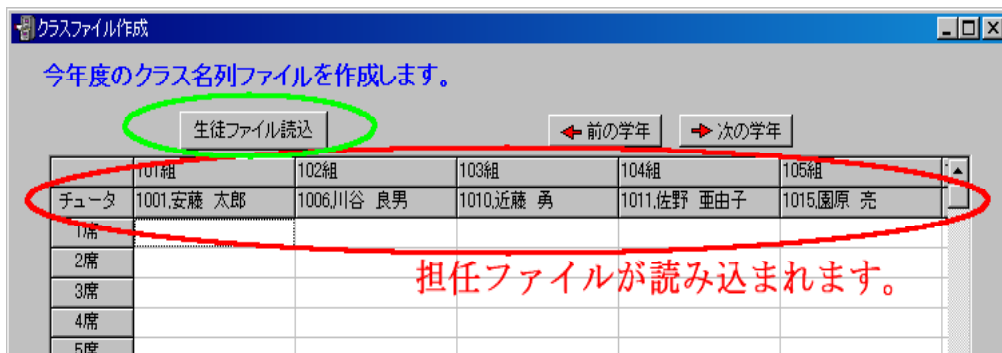 クラスファイル作成
今年度のクラス名列ファイルを作成します。
生徒ファイル読込 前の学年 次の学年
101組 102組 103組 104組 105組
チュータ 1001,安藤 太郎 1006,川谷 良男 1010,近藤 勇 1011,佐野 亜由子 1015,園原 亮
1席
2席
担任ファイルが読み込まれます。
3席
4席
5席